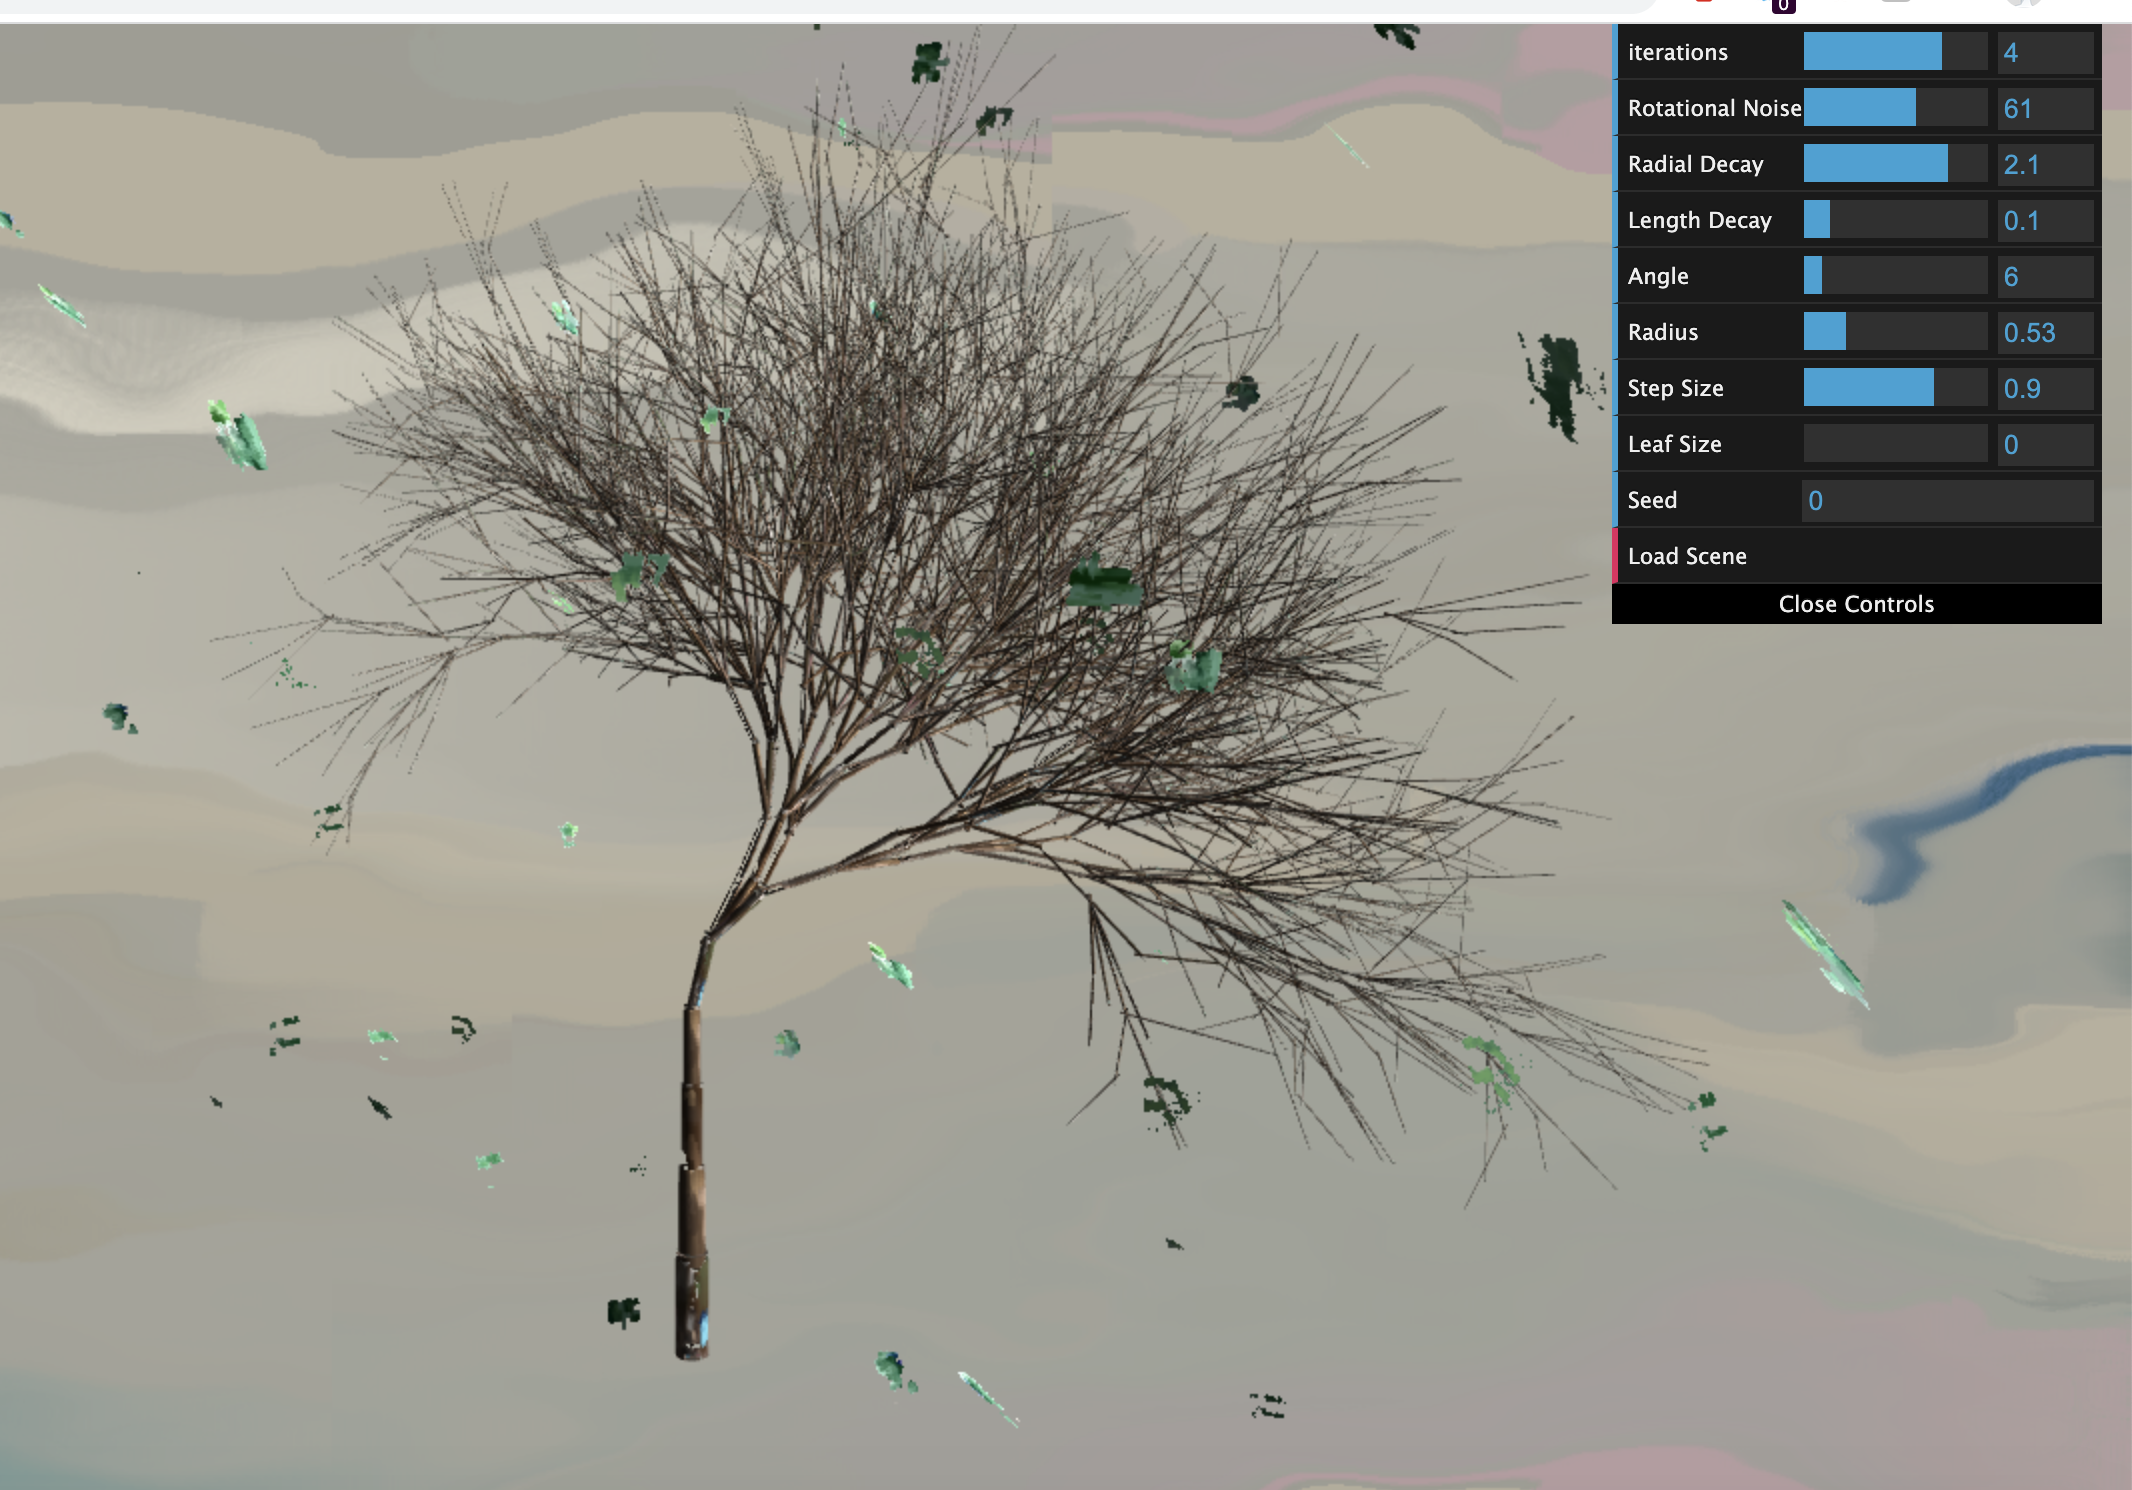 0
iterations 4
Rotational Noise 61
Radial Decay 2.1
Length Decay 0.1
Angle 6
Radius 0.53
Step Size 0.9
Leaf Size 0
Seed 0
Load Scene
Close Controls